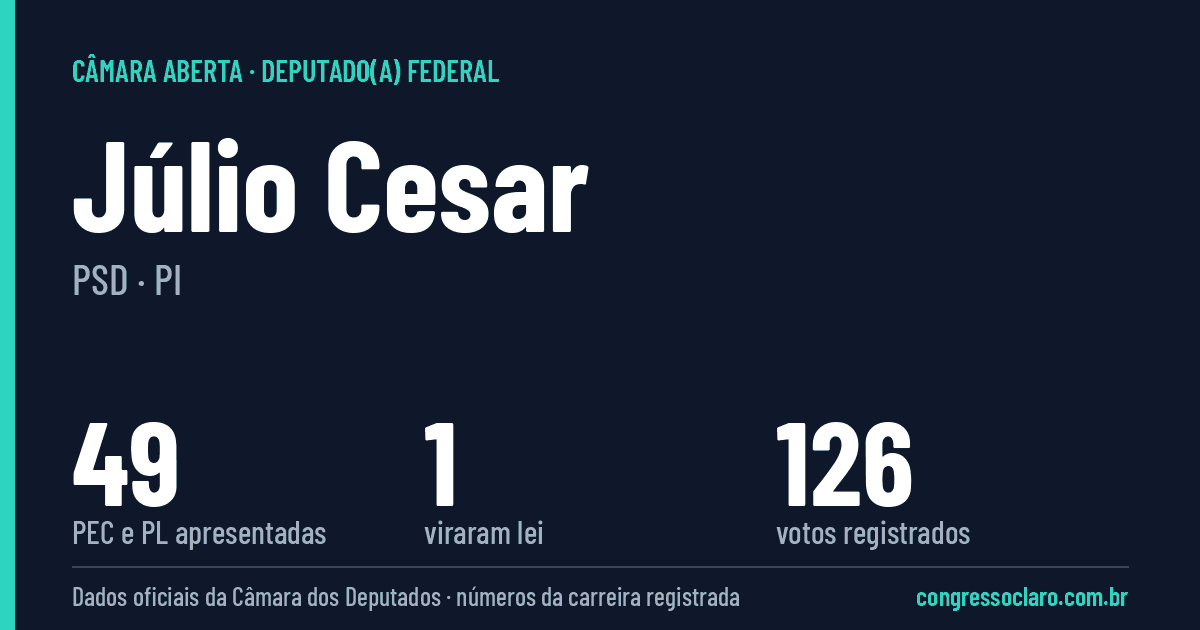 CÂMARA ABERTA · DEPUTADO(A) FEDERAL
Júlio Cesar
PSD · PI
49 1 126
PEC e PL apresentadas viraram lei votos registrados
Dados oficiais da Câmara dos Deputados · números da carreira registrada congressoclaro.com.br